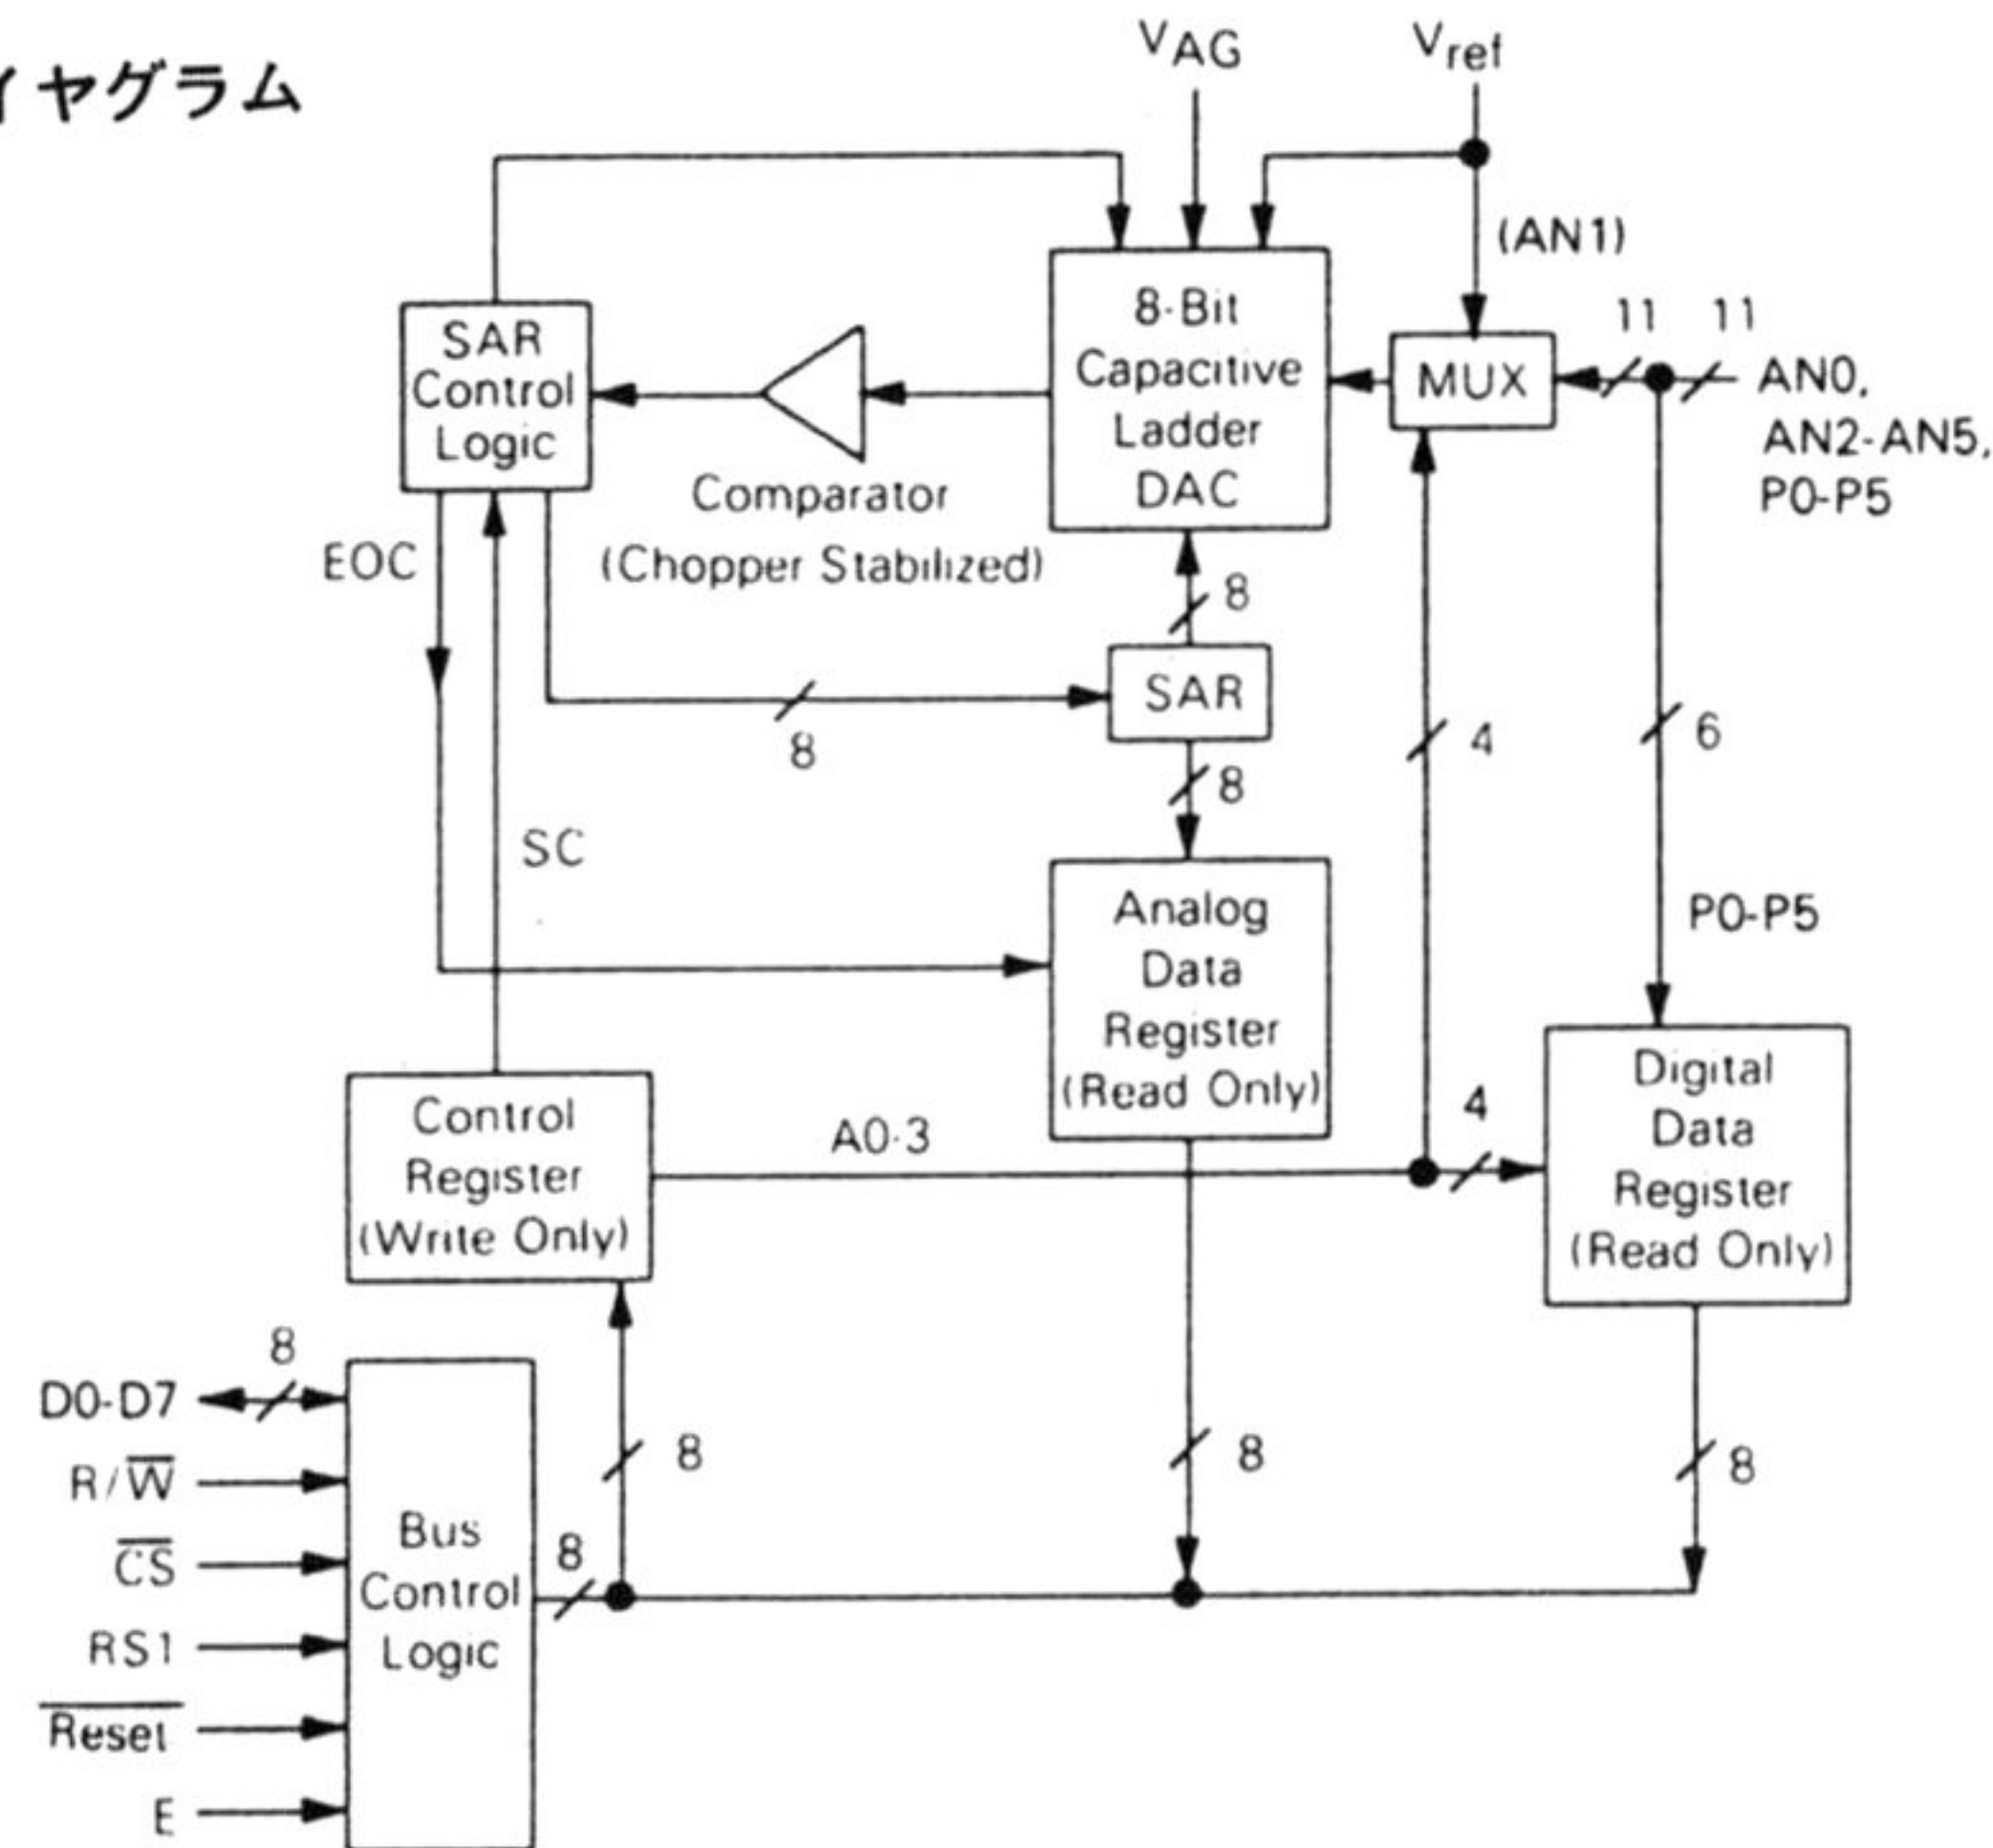 イヤグラム
VAG
Vref
(AN1)
SAR
Control
Logic
8-Bit
Capacitive
Ladder
DAC
MUX
11
11
AN0,
AN2-AN5,
P0-P5
Comparator
(Chopper Stabilized)
EOC
8
SAR
8
8
4
6
SC
P0-P5
Analog
Data
Register
(Read Only)
Digital
Data
Register
(Read Only)
4
Control
Register
(Write Only)
A0-3
8
D0-D7
R/W̅
C̅S̅
RS1
R̅e̅s̅e̅t̅
E
Bus
Control
Logic
8
8
8
8